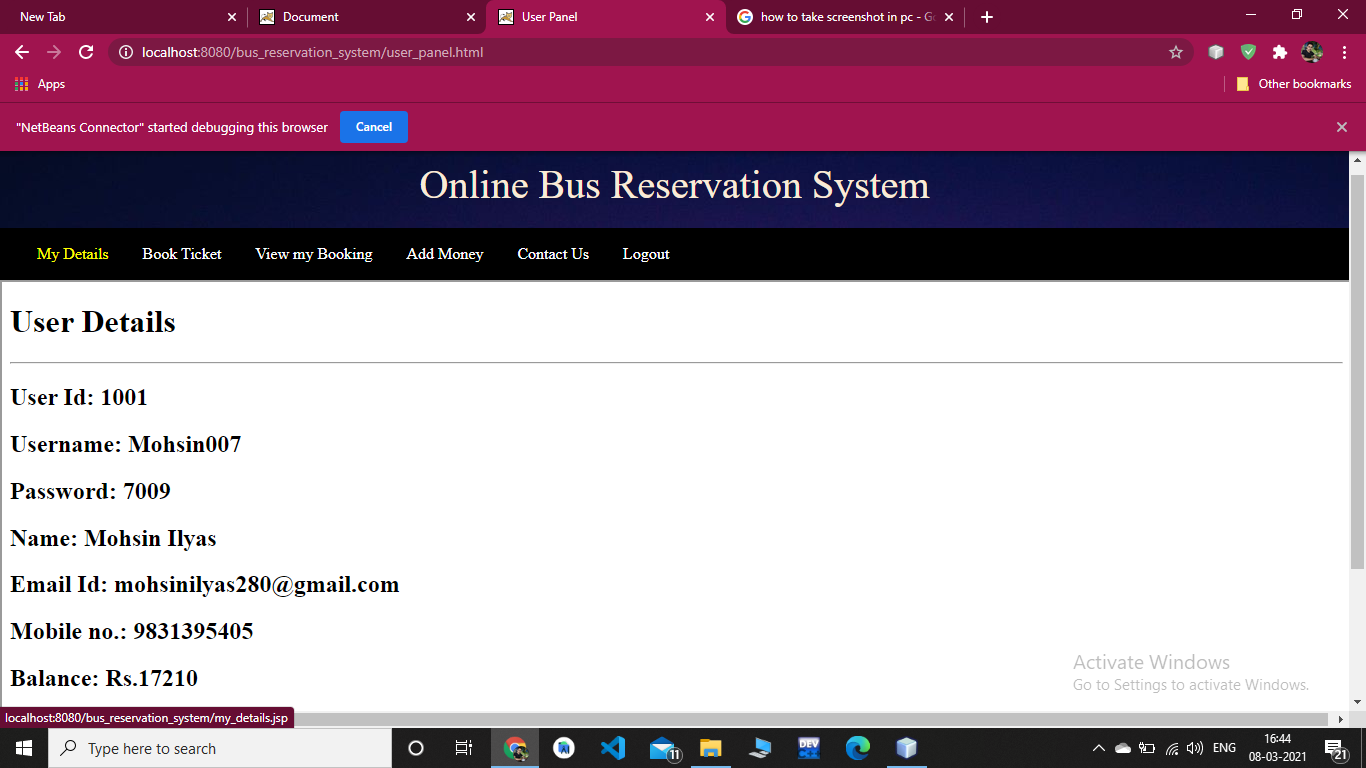 New Tab
Document
User Panel
how to take screenshot in pc - Go
localhost:8080/bus_reservation_system/user_panel.html
Apps
Other bookmarks
"NetBeans Connector" started debugging this browser
Cancel
Online Bus Reservation System
My Details Book Ticket View my Booking Add Money Contact Us Logout
User Details
User Id: 1001
Username: Mohsin007
Password: 7009
Name: Mohsin Ilyas
Email Id: mohsinilyas280@gmail.com
Mobile no.: 9831395405
Balance: Rs.17210
Activate Windows
Go to Settings to activate Windows.
localhost:8080/bus_reservation_system/my_details.jsp
Type here to search
11
DEV
ENG
16:44
08-03-2021
21